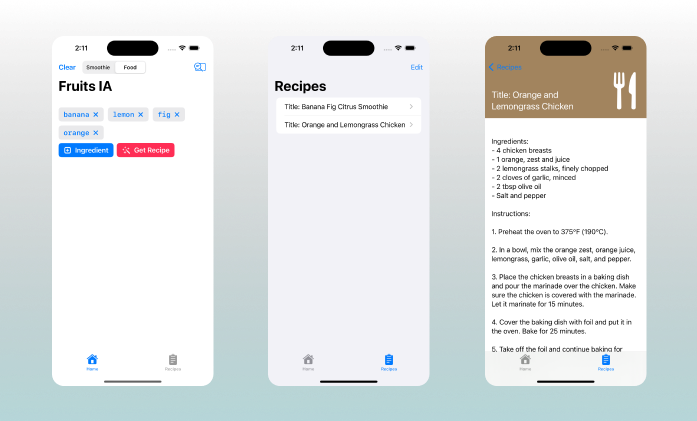 2:11
Clear
Smoothie
Food
Fruits IA
banana ×
lemon ×
fig ×
orange ×
Ingredient
Get Recipe
Home
Recipes
2:11
Edit
Recipes
Title: Banana Fig Citrus Smoothie
Title: Orange and Lemongrass Chicken
Home
Recipes
2:11
Recipes
Title: Orange and
Lemongrass Chicken
Ingredients:
- 4 chicken breasts
- 1 orange, zest and juice
- 2 lemongrass stalks, finely chopped
- 2 cloves of garlic, minced
- 2 tbsp olive oil
- Salt and pepper
Instructions:
1. Preheat the oven to 375°F (190°C).
2. In a bowl, mix the orange zest, orange juice,
lemongrass, garlic, olive oil, salt, and pepper.
3. Place the chicken breasts in a baking dish
and pour the marinade over the chicken. Make
sure the chicken is covered with the marinade.
Let it marinate for 15 minutes.
4. Cover the baking dish with foil and put it in
the oven. Bake for 25 minutes.
5. Take off the foil and continue baking for
Home
Recipes